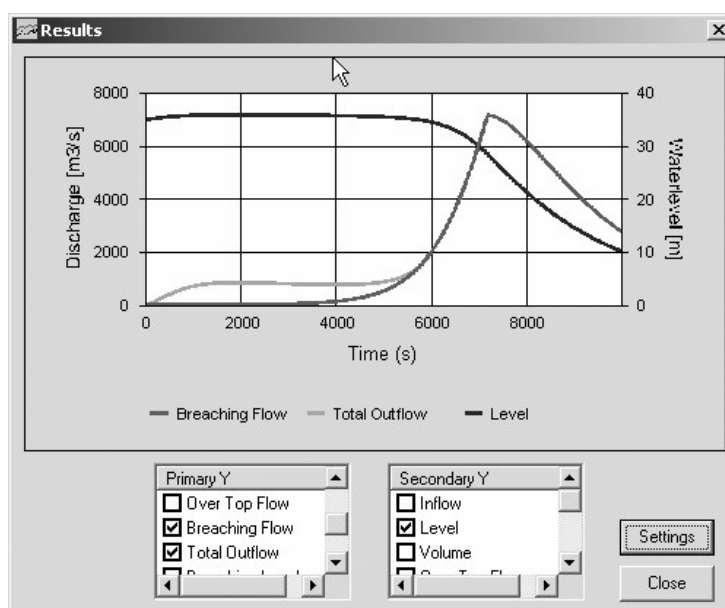 Results
8000
6000
4000
2000
0
Discharge [m3/s]
40
30
20
10
0
Waterlevel [m]
0 2000 4000 6000 8000
Time (s)
Breaching Flow Total Outflow Level
Primary Y
Over Top Flow
Breaching Flow
Total Outflow
Secondary Y
Inflow
Level
Volume
Settings
Close